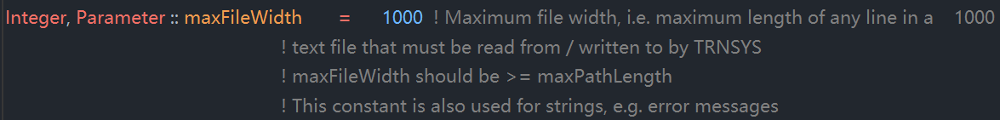 Integer, Parameter :: maxFileWidth = 1000 ! Maximum file width, i.e. maximum length of any line in a 1000
! text file that must be read from / written to by TRNSYS
! maxFileWidth should be >= maxPathLength
! This constant is also used for strings, e.g. error messages